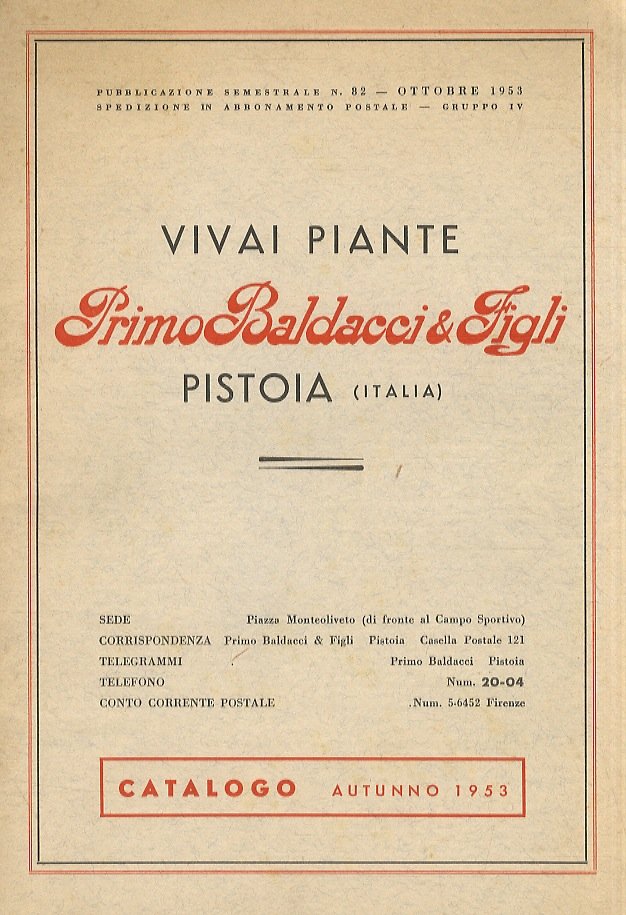 PUBBLICAZIONE SEMESTRALE N. 82 — OTTOBRE 1953
SPEDIZIONE IN ABBONAMENTO POSTALE — GRUPPO IV
VIVAI PIANTE
Primo Baldacci & Figli
PISTOIA (ITALIA)
SEDE Piazza Monteoliveto (di fronte al Campo Sportivo)
CORRISPONDENZA Primo Baldacci & Figli Pistoia Casella Postale 121
TELEGRAMMI Primo Baldacci Pistoia
TELEFONO Num. 20-04
CONTO CORRENTE POSTALE .Num. 5-6452 Firenze
CATALOGO AUTUNNO 1953